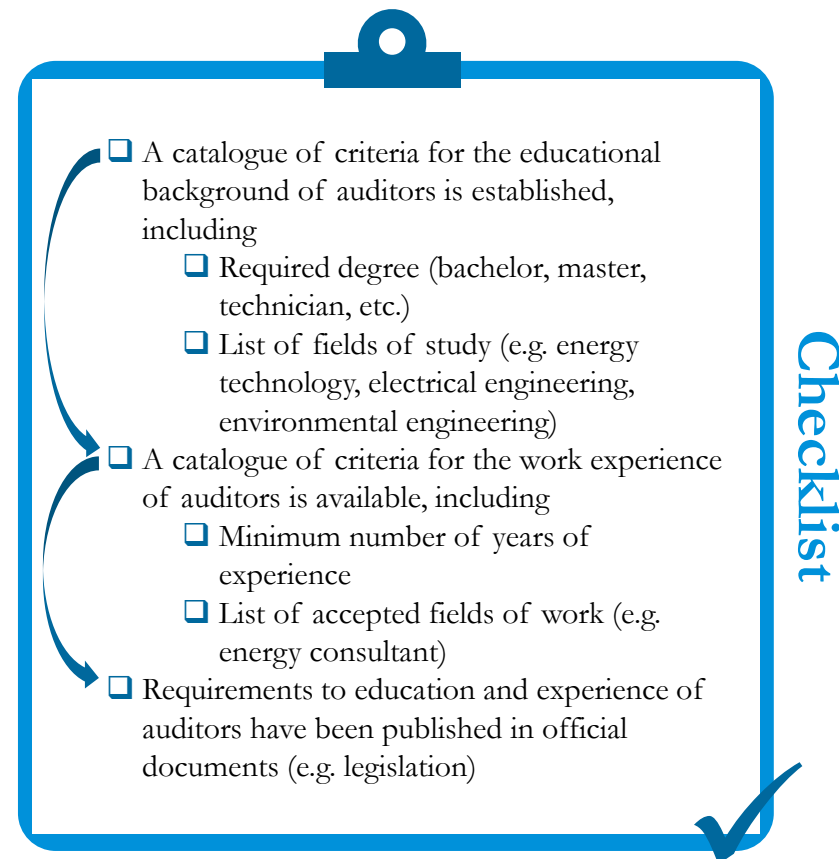 ❑ A catalogue of criteria for the educational
background of auditors is established,
including
❑ Required degree (bachelor, master,
technician, etc.)
❑ List of fields of study (e.g. energy
technology, electrical engineering,
environmental engineering)
❑ A catalogue of criteria for the work experience
of auditors is available, including
❑ Minimum number of years of
experience
❑ List of accepted fields of work (e.g.
energy consultant)
❑ Requirements to education and experience of
auditors have been published in official
documents (e.g. legislation)
Checklist